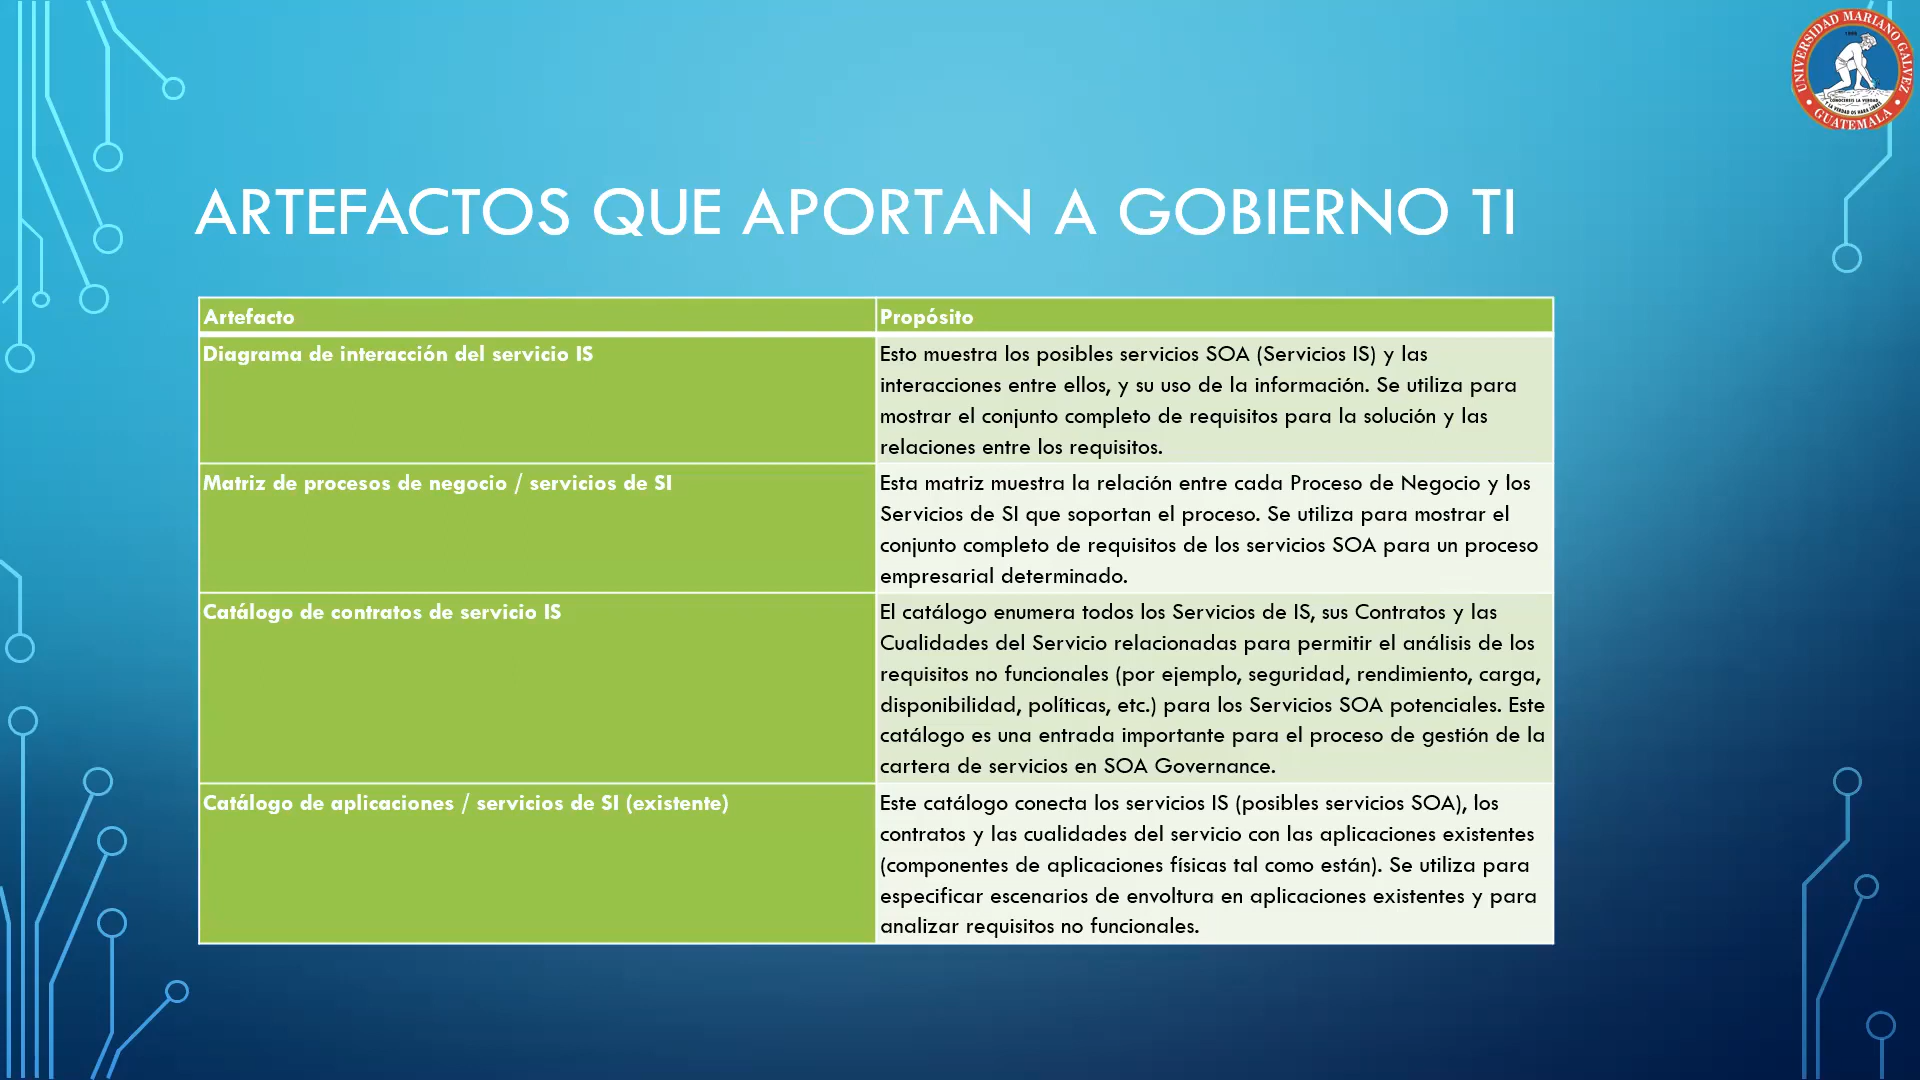 UNIVERSIDAD MARIANO GALVEZ
1966
CONOCEREIS LA VERDAD
Y LA VERDAD OS HARA LIBRES
GUATEMALA
ARTEFACTOS QUE APORTAN A GOBIERNO TI
Artefacto
Propósito
Diagrama de interacción del servicio IS
Esto muestra los posibles servicios SOA (Servicios IS) y las
interacciones entre ellos, y su uso de la información. Se utiliza para
mostrar el conjunto completo de requisitos para la solución y las
relaciones entre los requisitos.
Matriz de procesos de negocio / servicios de SI
Esta matriz muestra la relación entre cada Proceso de Negocio y los
Servicios de SI que soportan el proceso. Se utiliza para mostrar el
conjunto completo de requisitos de los servicios SOA para un proceso
empresarial determinado.
Catálogo de contratos de servicio IS
El catálogo enumera todos los Servicios de IS, sus Contratos y las
Cualidades del Servicio relacionadas para permitir el análisis de los
requisitos no funcionales (por ejemplo, seguridad, rendimiento, carga,
disponibilidad, políticas, etc.) para los Servicios SOA potenciales. Este
catálogo es una entrada importante para el proceso de gestión de la
cartera de servicios en SOA Governance.
Catálogo de aplicaciones / servicios de SI (existente)
Este catálogo conecta los servicios IS (posibles servicios SOA), los
contratos y las cualidades del servicio con las aplicaciones existentes
(componentes de aplicaciones físicas tal como están). Se utiliza para
especificar escenarios de envoltura en aplicaciones existentes y para
analizar requisitos no funcionales.